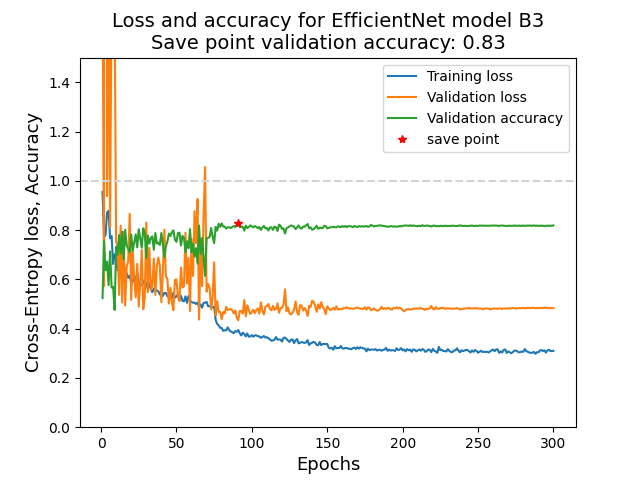 Loss and accuracy for EfficientNet model B3
Save point validation accuracy: 0.83
Training loss
Validation loss
Validation accuracy
save point
Cross-Entropy loss, Accuracy
1.4
1.2
1.0
0.8
0.6
0.4
0.2
0.0
0 50 100 150 200 250 300
Epochs